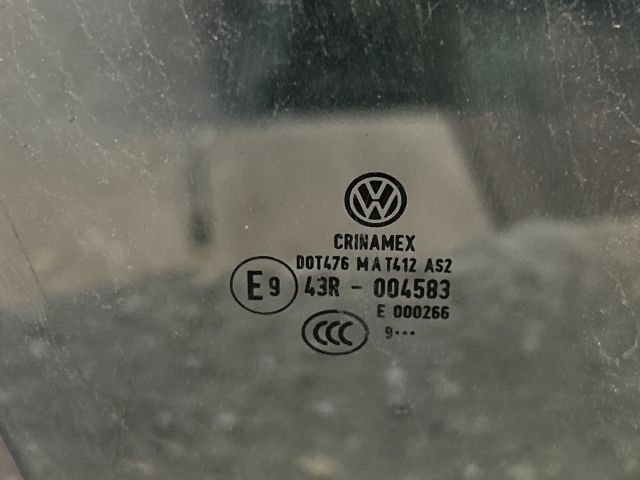 CRINAMEX
DOT476 M A T412 AS2
E9 43R - 004583
E 000266
CCC
9•••